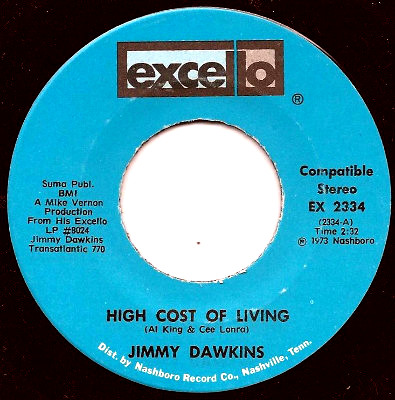 excello
®
Suma Publ.
BMI
A Mike Vernon
Production
From His Excello
LP #8024
Jimmy Dawkins
Transatlantic 770
Compatible
Stereo
EX 2334
(2334-A)
Time 2:32
℗ 1973 Nashboro
HIGH COST OF LIVING
(Al King & Cee Lonra)
JIMMY DAWKINS
Dist. by Nashboro Record Co., Nashville, Tenn.